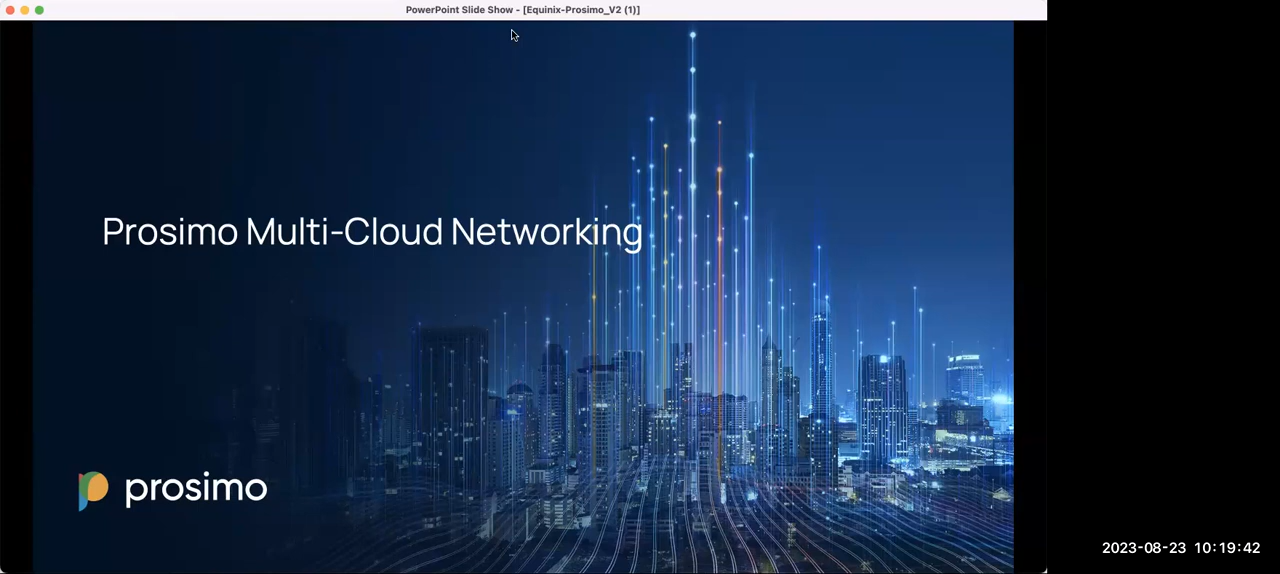 PowerPoint Slide Show - [Equinix-Prosimo_V2 (1)]
Prosimo Multi-Cloud Networking
prosimo
2023-08-23 10:19:42